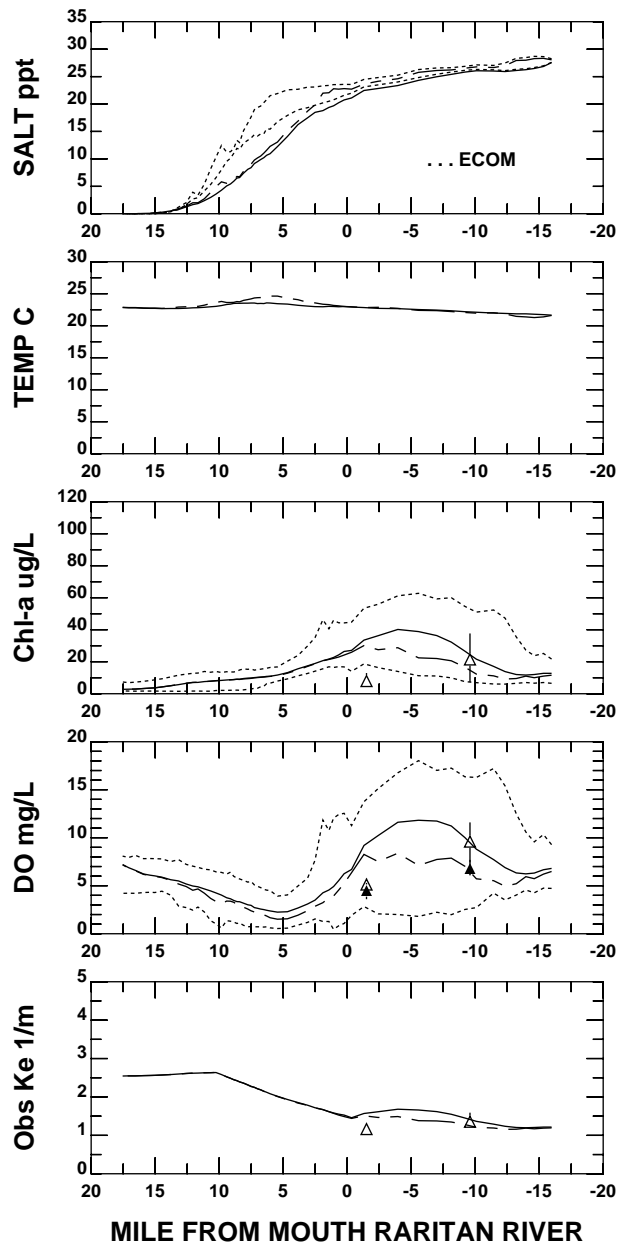 SALT ppt
35
30
25
20
15
10
5
0
. . . ECOM
20 15 10 5 0 -5 -10 -15 -20
TEMP C
30
25
20
15
10
5
0
20 15 10 5 0 -5 -10 -15 -20
Chl-a ug/L
120
100
80
60
40
20
0
20 15 10 5 0 -5 -10 -15 -20
DO mg/L
20
15
10
5
0
20 15 10 5 0 -5 -10 -15 -20
Obs Ke 1/m
5
4
3
2
1
0
20 15 10 5 0 -5 -10 -15 -20
MILE FROM MOUTH RARITAN RIVER